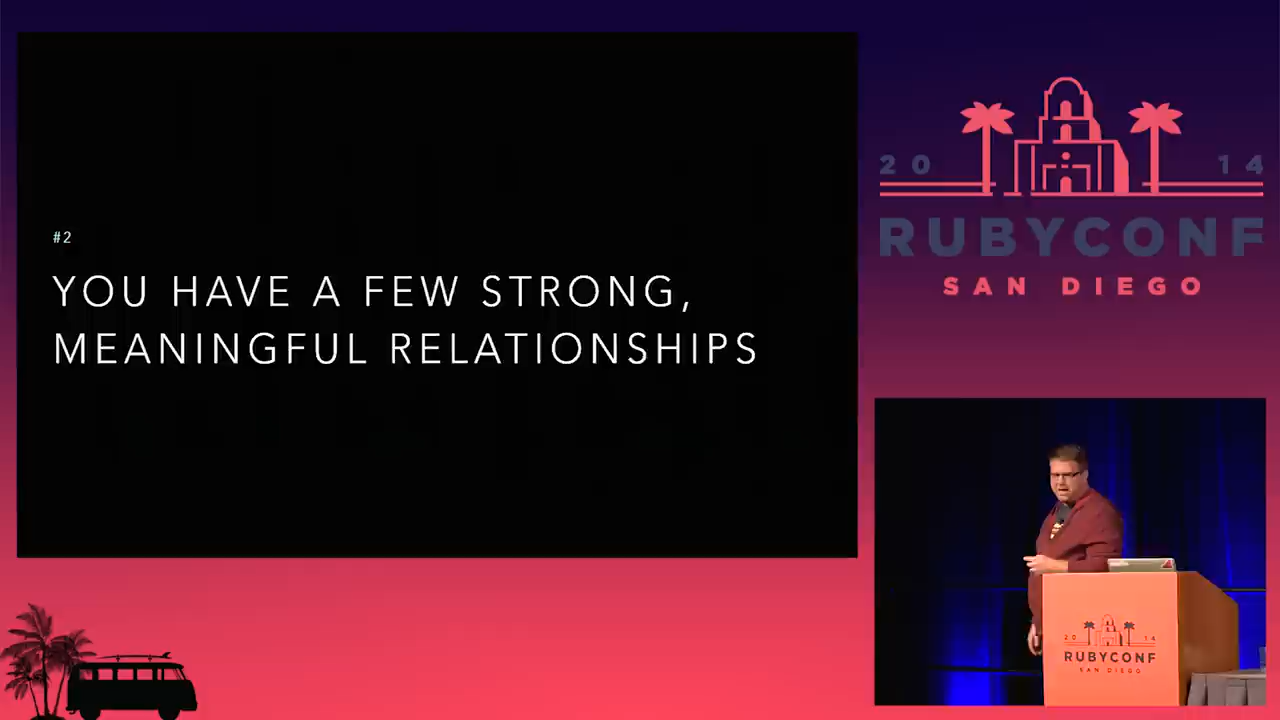 #2
YOU HAVE A FEW STRONG,
MEANINGFUL RELATIONSHIPS
20 14
RUBYCONF
SAN DIEGO
20 14
RUBYCONF
SAN DIEGO